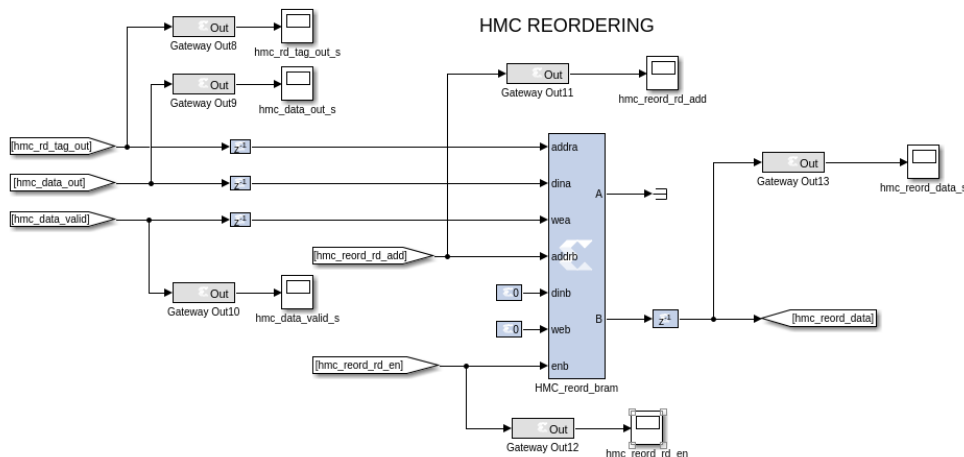 HMC REORDERING
Out
Gateway Out8
hmc_rd_tag_out_s
Out
Gateway Out9
hmc_data_out_s
Out
Gateway Out11
hmc_reord_rd_add
[hmc_rd_tag_out]
z-1
addra
[hmc_data_out]
z-1
dina
A
Out
Gateway Out13
hmc_reord_data_s
[hmc_data_valid]
z-1
wea
[hmc_reord_rd_add]
addrb
Out
Gateway Out10
hmc_data_valid_s
0
dinb
0
web
B
z-1
[hmc_reord_data]
[hmc_reord_rd_en]
enb
HMC_reord_bram
Out
Gateway Out12
hmc_reord_rd_en